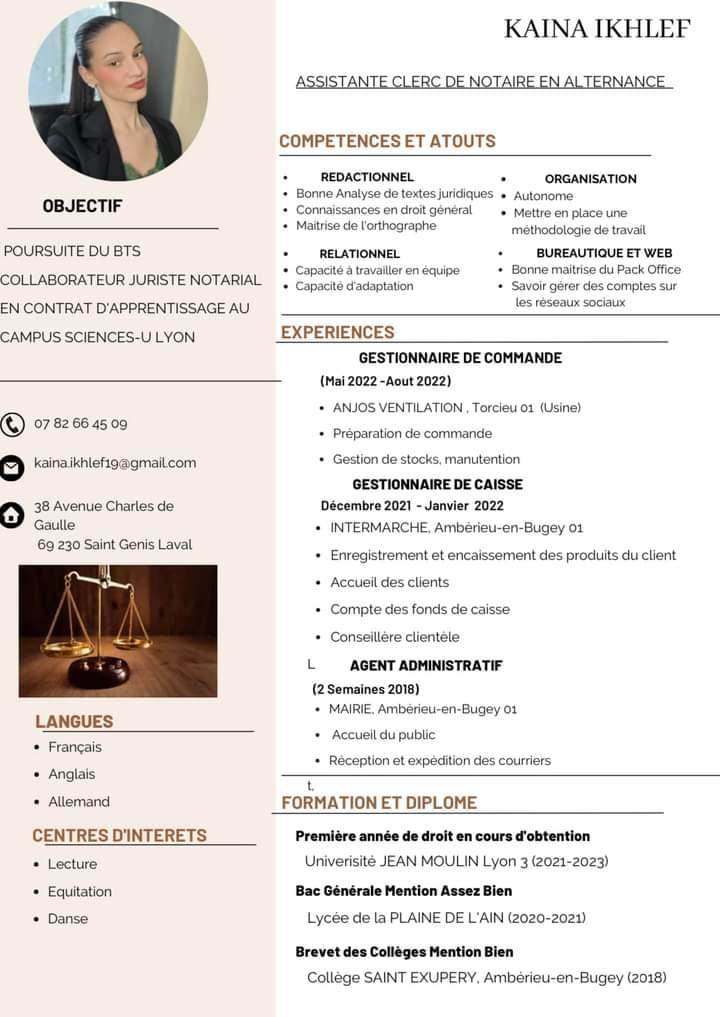 KAINA IKHLEF
ASSISTANTE CLERC DE NOTAIRE EN ALTERNANCE
OBJECTIF
POURSUITE DU BTS
COLLABORATEUR JURISTE NOTARIAL
EN CONTRAT D'APPRENTISSAGE AU
CAMPUS SCIENCES-U LYON
07 82 66 45 09
kaina.ikhlef19@gmail.com
38 Avenue Charles de
Gaulle
69 230 Saint Genis Laval
LANGUES
Français
Anglais
Allemand
CENTRES D'INTERETS
Lecture
Equitation
Danse
COMPETENCES ET ATOUTS
REDACTIONNEL
Bonne Analyse de textes juridiques
Connaissances en droit général
Maitrise de l'orthographe
RELATIONNEL
Capacité à travailler en équipe
Capacité d'adaptation
ORGANISATION
Autonome
Mettre en place une
méthodologie de travail
BUREAUTIQUE ET WEB
Bonne maitrise du Pack Office
Savoir gérer des comptes sur
les réseaux sociaux
EXPERIENCES
GESTIONNAIRE DE COMMANDE
(Mai 2022 -Aout 2022)
ANJOS VENTILATION , Torcieu 01 (Usine)
Préparation de commande
Gestion de stocks, manutention
GESTIONNAIRE DE CAISSE
Décembre 2021 - Janvier 2022
INTERMARCHE, Ambérieu-en-Bugey 01
Enregistrement et encaissement des produits du client
Accueil des clients
Compte des fonds de caisse
Conseillère clientèle
L AGENT ADMINISTRATIF
(2 Semaines 2018)
MAIRIE, Ambérieu-en-Bugey 01
Accueil du public
Réception et expédition des courriers
t.
FORMATION ET DIPLOME
Première année de droit en cours d'obtention
Univerisité JEAN MOULIN Lyon 3 (2021-2023)
Bac Générale Mention Assez Bien
Lycée de la PLAINE DE L'AIN (2020-2021)
Brevet des Collèges Mention Bien
Collège SAINT EXUPERY, Ambérieu-en-Bugey (2018)